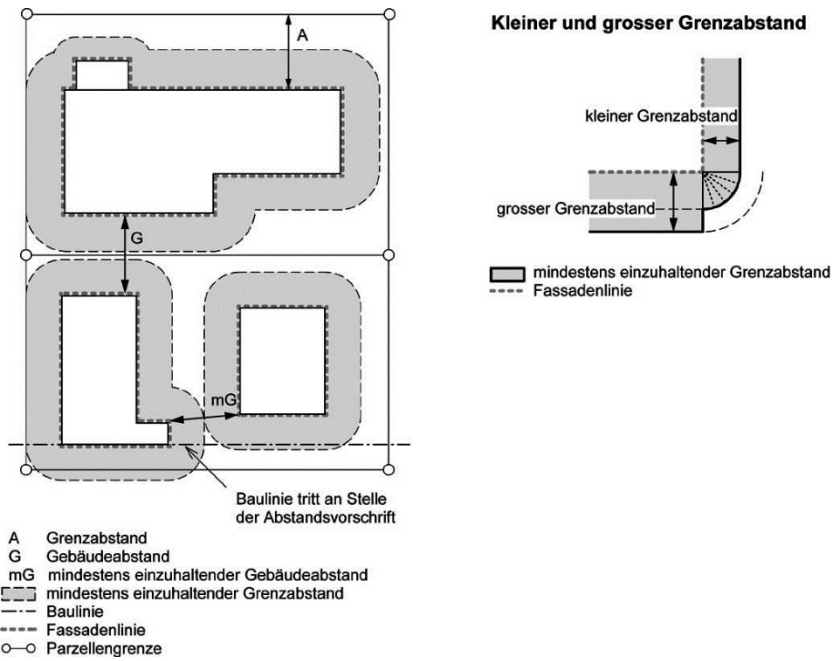 A
G
mG
Baulinie tritt an Stelle
der Abstandsvorschrift
A Grenzabstand
G Gebäudeabstand
mG mindestens einzuhaltender Gebäudeabstand
mindestens einzuhaltender Grenzabstand
Baulinie
Fassadenlinie
Parzellengrenze
Kleiner und grosser Grenzabstand
kleiner Grenzabstand
grosser Grenzabstand
mindestens einzuhaltender Grenzabstand
Fassadenlinie